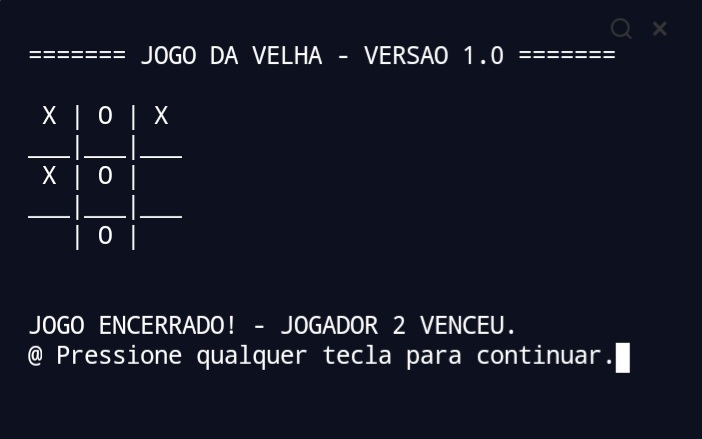 ======= JOGO DA VELHA - VERSAO 1.0 =======
 X | O | X
___|___|___
 X | O |
___|___|___
   | O |
JOGO ENCERRADO! - JOGADOR 2 VENCEU.
@ Pressione qualquer tecla para continuar.